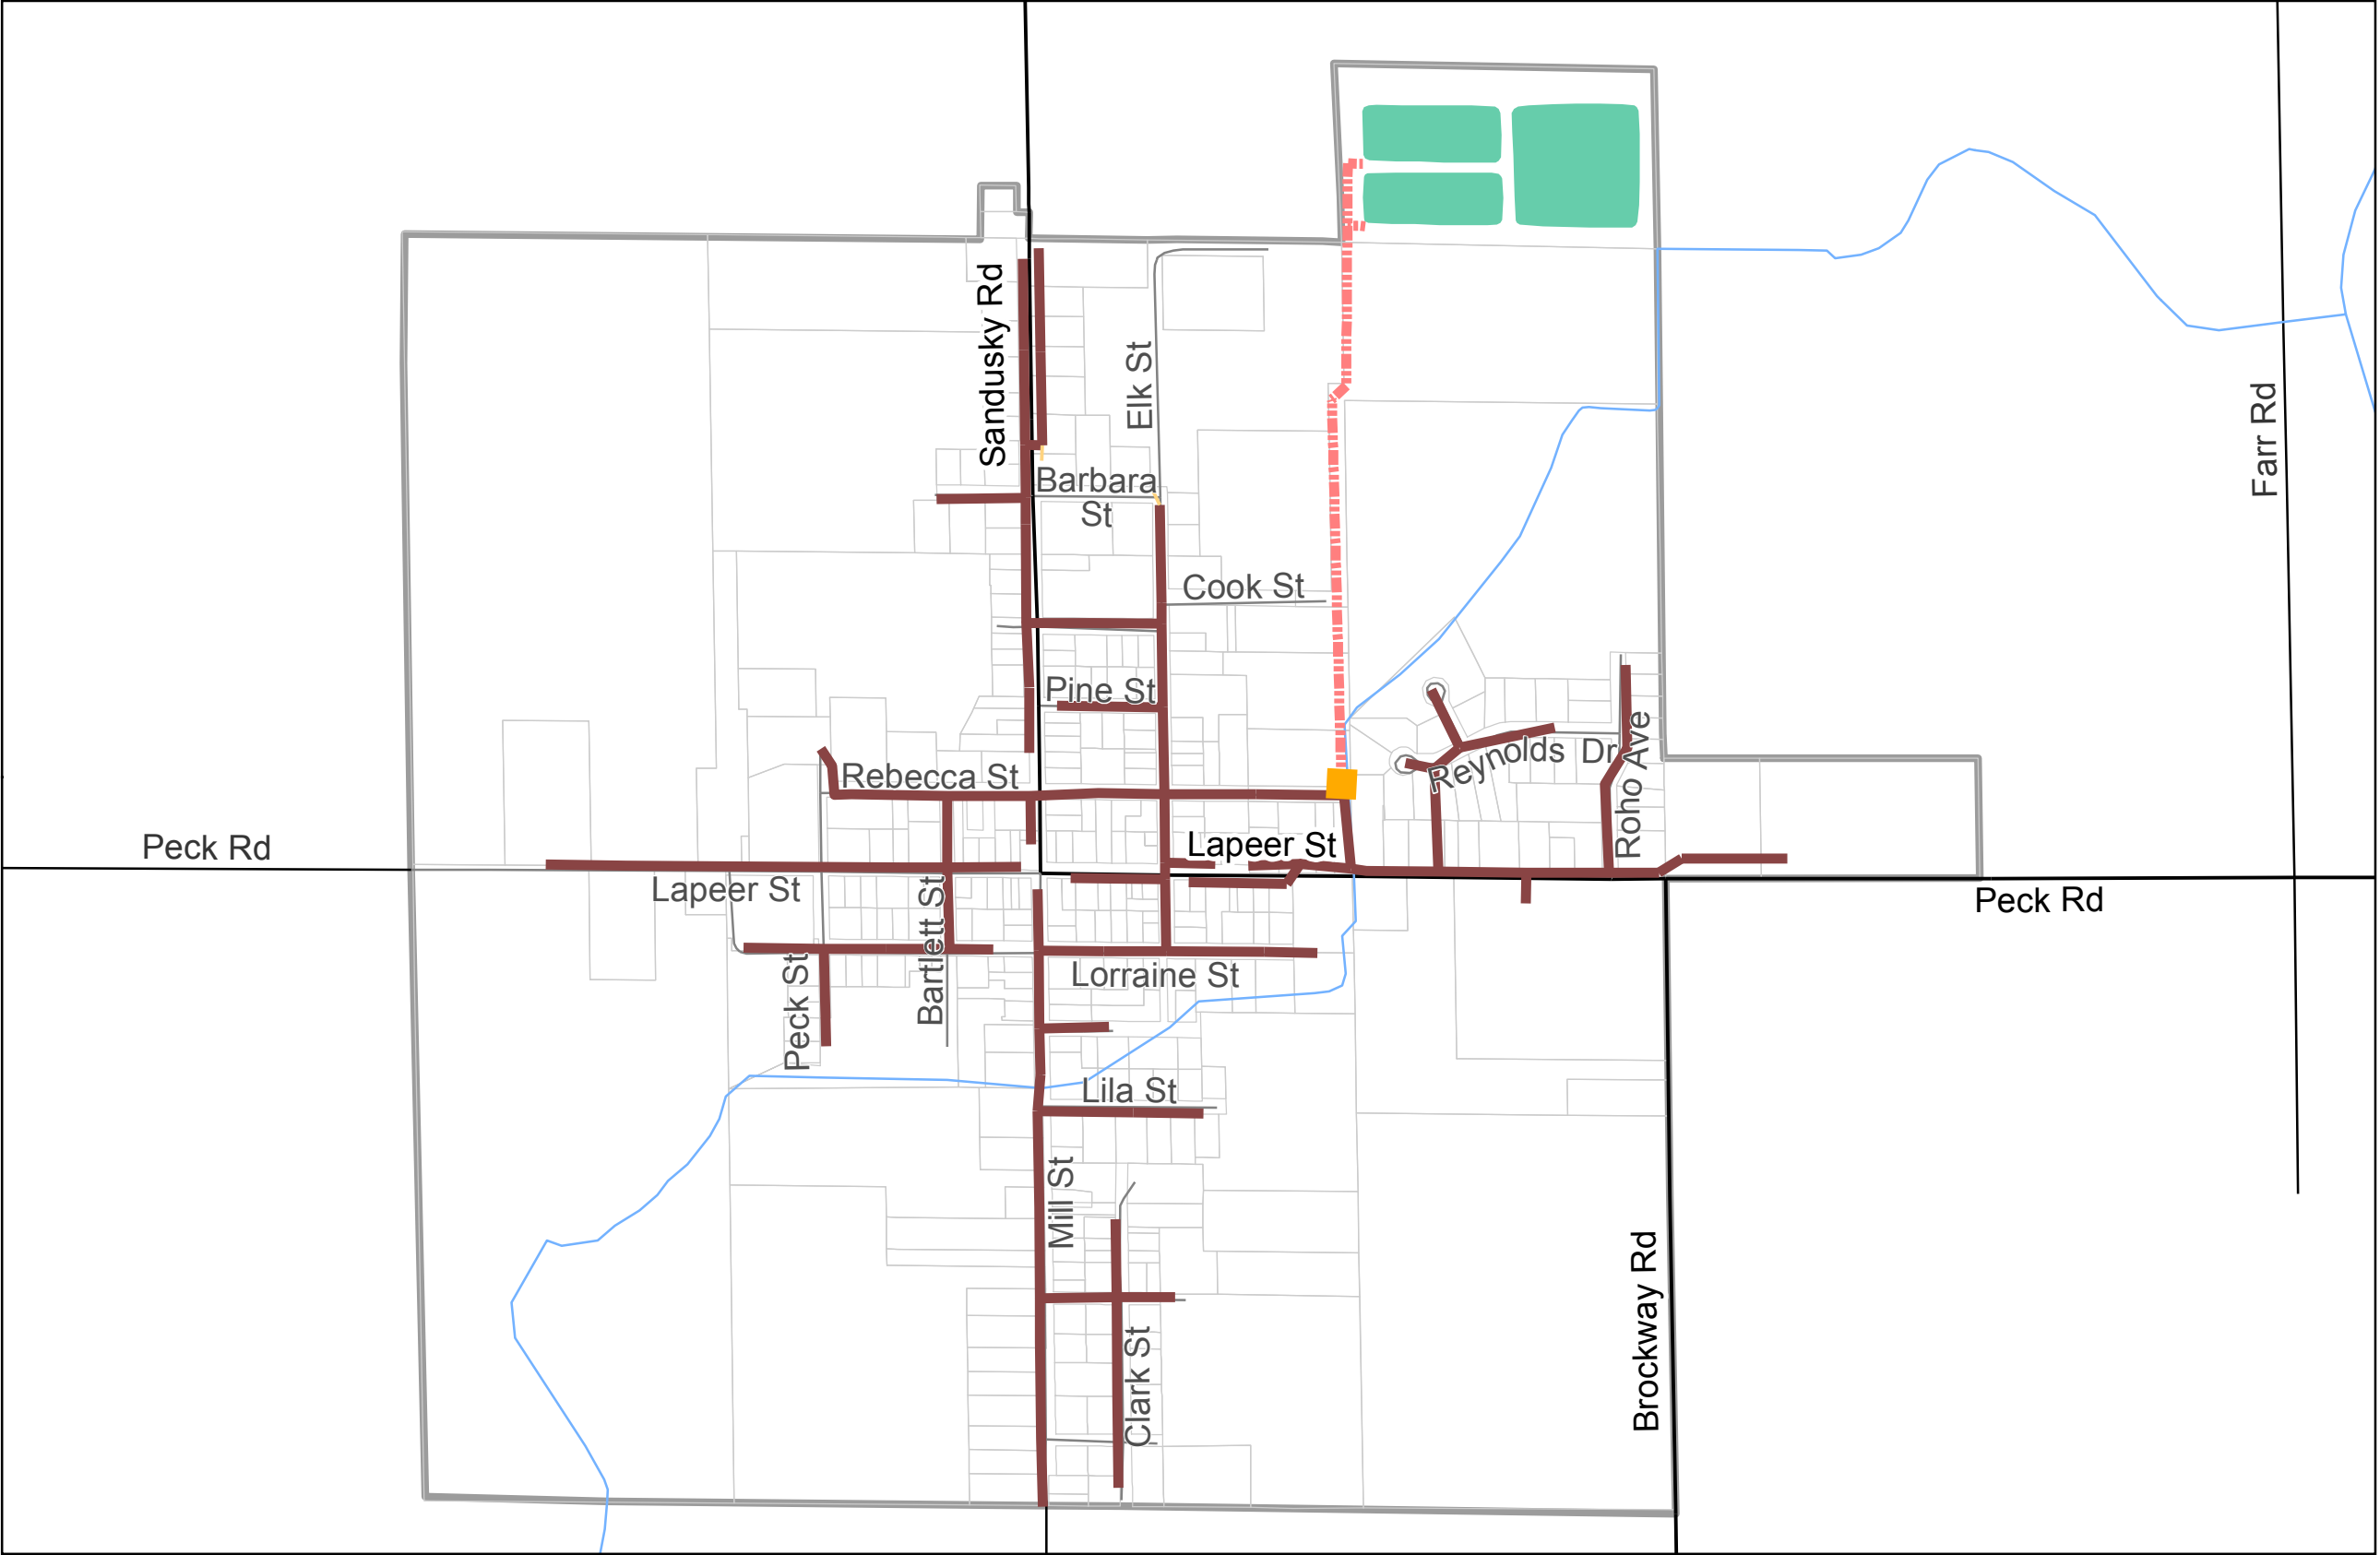 Sandusky Rd
Elk St
Farr Rd
Barbara
St
Cook St
Pine St
Reynolds Dr
Roho Ave
Rebecca St
Peck Rd
Lapeer St
Lapeer St
Peck Rd
Bartlett St
Peck St
Lorraine St
Lila St
Mill St
Brockway Rd
Clark St